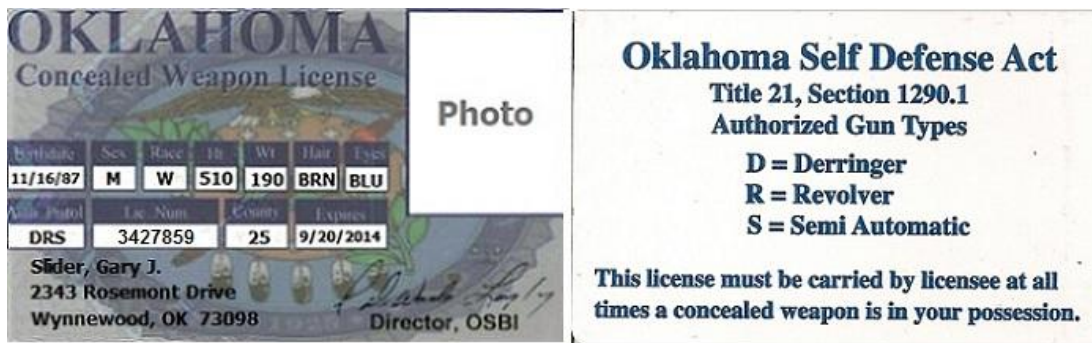 OKLAHOMA
Concealed Weapon License
Photo
Birthdate Sex Race Ht Wt Hair Eyes
11/16/87 M W 510 190 BRN BLU
Auth Pistol Lic. Num County Expires
DRS 3427859 25 9/20/2014
Slider, Gary J.
2343 Rosemont Drive
Wynnewood, OK 73098
Director, OSBI
Oklahoma Self Defense Act
Title 21, Section 1290.1
Authorized Gun Types
D = Derringer
R = Revolver
S = Semi Automatic
This license must be carried by licensee at all
times a concealed weapon is in your possession.